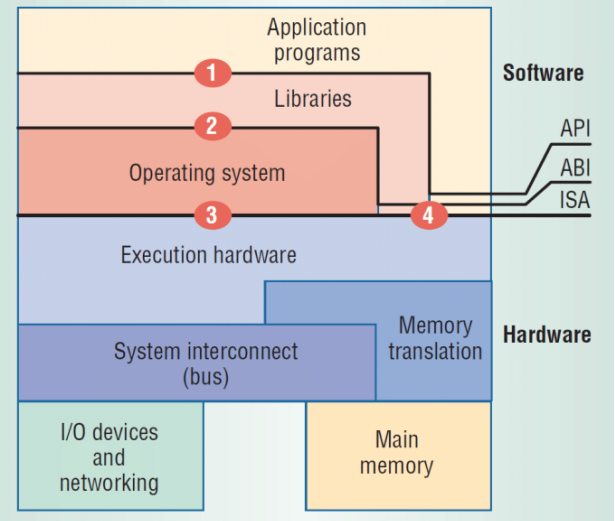 Application
programs
1
Software
Libraries
2
API
Operating system
ABI
ISA
3
4
Execution hardware
Memory
translation
Hardware
System interconnect
(bus)
I/O devices
and
networking
Main
memory